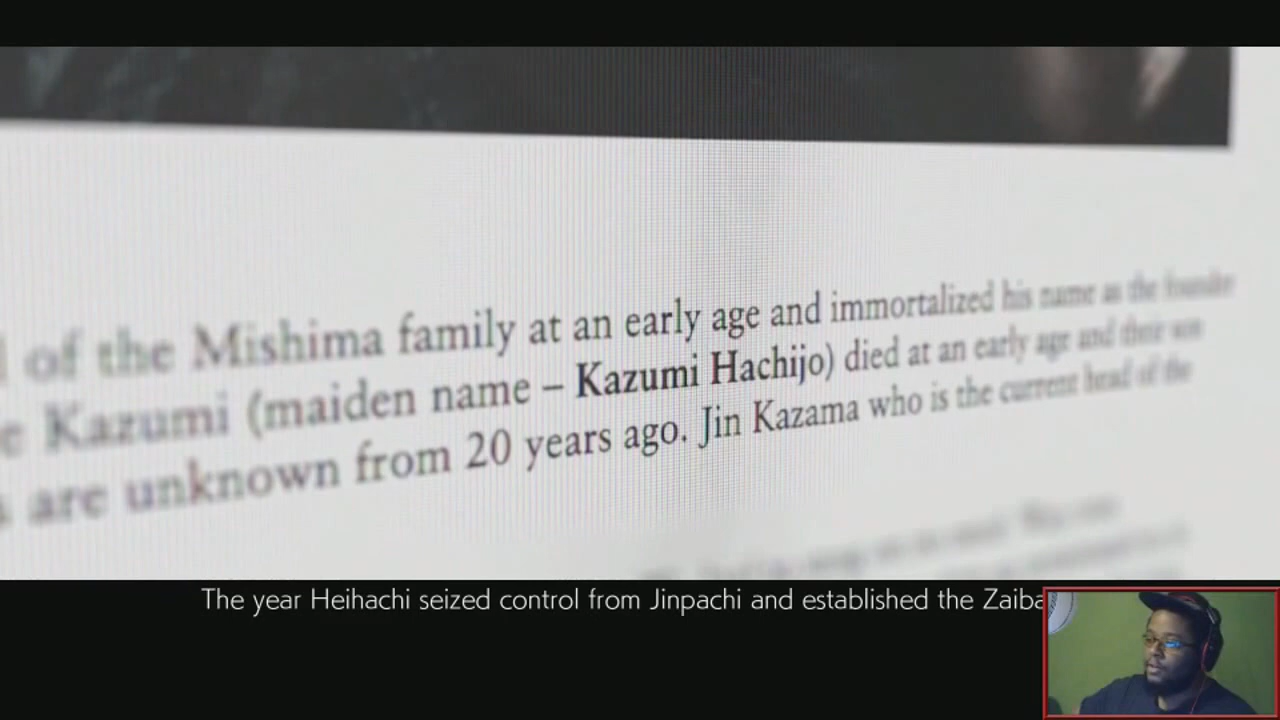 of the Mishima family at an early age and immortalized his name as the founder
Kazumi (maiden name – Kazumi Hachijo) died at an early age and their son
are unknown from 20 years ago. Jin Kazama who is the current head of the
The year Heihachi seized control from Jinpachi and established the